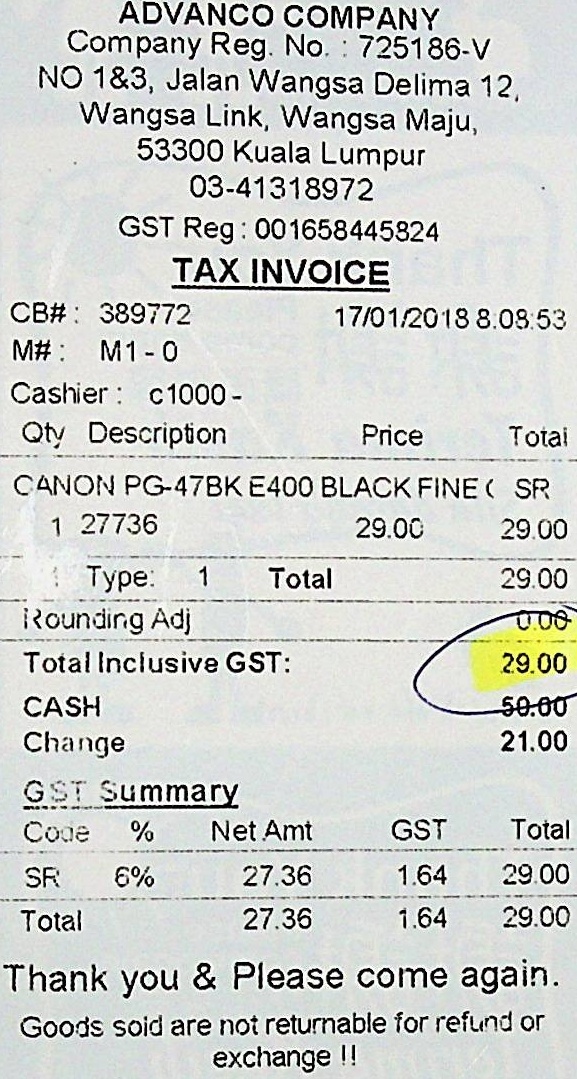 ADVANCO COMPANY
Company Reg. No. : 725186-V
NO 1&3, Jalan Wangsa Delima 12,
Wangsa Link, Wangsa Maju,
53300 Kuala Lumpur
03-41318972
GST Reg : 001658445824
TAX INVOICE
CB# : 389772 17/01/2018 8:08:53
M# : M1 - 0
Cashier : c1000 -
Qty Description Price Total
CANON PG-47BK E400 BLACK FINE ( SR
1 27736 29.00 29.00
1 Type: 1 Total 29.00
Rounding Adj 0.00
Total Inclusive GST: 29.00
CASH 50.00
Change 21.00
GST Summary
Code % Net Amt GST Total
SR 6% 27.36 1.64 29.00
Total 27.36 1.64 29.00
Thank you & Please come again.
Goods sold are not returnable for refund or
exchange !!